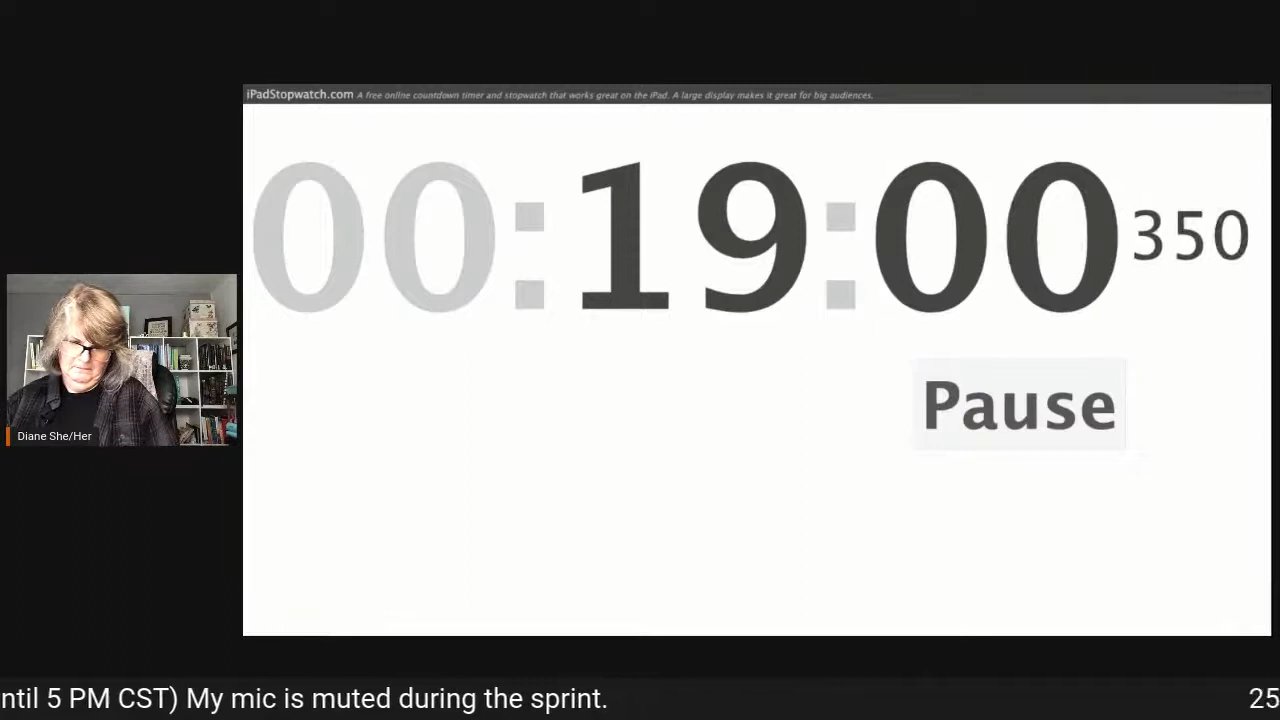 iPadStopwatch.com A free online countdown timer and stopwatch that works great on the iPad. A large display makes it great for big audiences.
00:19:00 350
Pause
Diane She/Her
ntil 5 PM CST) My mic is muted during the sprint. 25